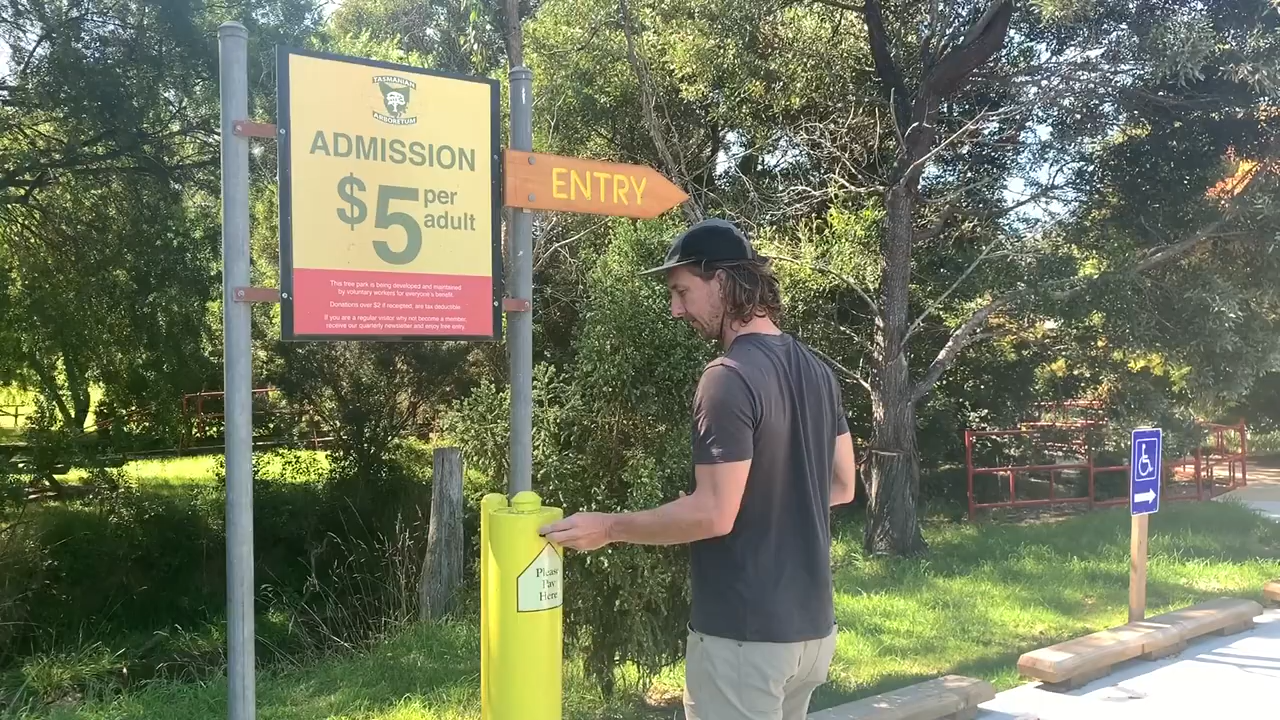 TASMANIAN
ARBORETUM
ADMISSION
$5 per
adult
This tree park is being developed and maintained
by voluntary workers for everyone's benefit.
Donations over $2 if receipted, are tax deductible.
If you are a regular visitor why not become a member,
receive our quarterly newsletter and enjoy free entry.
ENTRY
Please
Pay
Here